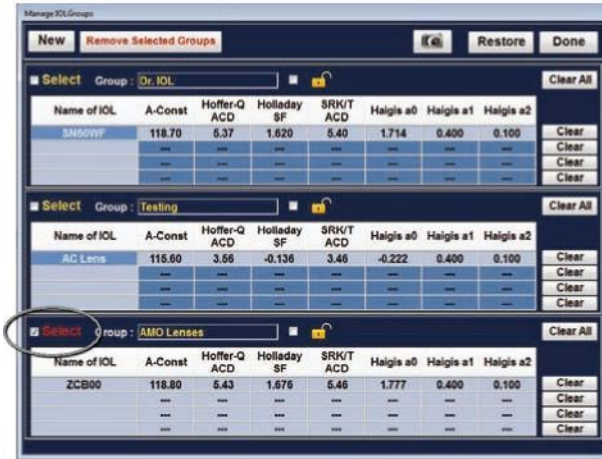 Manage IOLGroups
New Remove Selected Groups Restore Done
Select Group : Dr. IOL Clear All
Name of IOL A-Const Hoffer-Q ACD Holladay SF SRK/T ACD Haigis a0 Haigis a1 Haigis a2
SN60WF 118.70 5.37 1.620 5.40 1.714 0.400 0.100 Clear
--- --- --- --- --- --- --- Clear
--- --- --- --- --- --- --- Clear
--- --- --- --- --- --- --- Clear
Select Group : Testing Clear All
Name of IOL A-Const Hoffer-Q ACD Holladay SF SRK/T ACD Haigis a0 Haigis a1 Haigis a2
AC Lens 115.60 3.56 -0.136 3.46 -0.222 0.400 0.100 Clear
--- --- --- --- --- --- --- Clear
--- --- --- --- --- --- --- Clear
--- --- --- --- --- --- --- Clear
Select Group : AMO Lenses Clear All
Name of IOL A-Const Hoffer-Q ACD Holladay SF SRK/T ACD Haigis a0 Haigis a1 Haigis a2
ZCB00 118.80 5.43 1.676 5.46 1.777 0.400 0.100 Clear
--- --- --- --- --- --- --- Clear
--- --- --- --- --- --- --- Clear
--- --- --- --- --- --- --- Clear